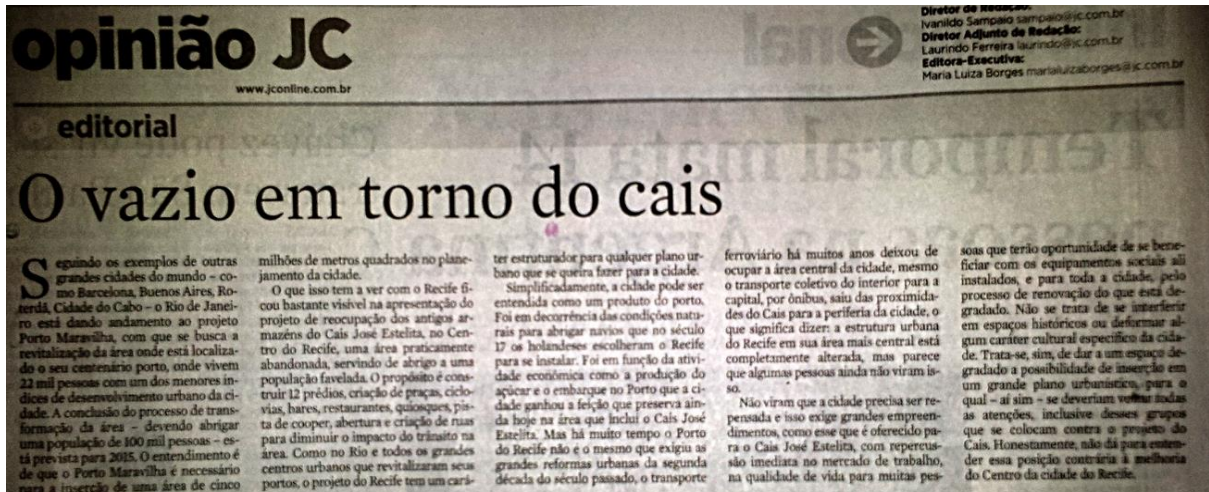 opinião JC
www.jconline.com.br
Diretor de Redação:
Ivanildo Sampaio sampaio@jc.com.br
Diretor Adjunto de Redação:
Laurindo Ferreira laurindo@jc.com.br
Editora-Executiva:
Maria Luiza Borges marialuizaborges@jc.com.br
editorial
O vazio em torno do cais
Seguindo os exemplos de outras
grandes cidades do mundo – co-
mo Barcelona, Buenos Aires, Ro-
terdã, Cidade do Cabo – o Rio de Janei-
ro está dando andamento ao projeto
Porto Maravilha, com que se busca a
revitalização da área onde está localiza-
do o seu centenário porto, onde vivem
22 mil pessoas com um dos menores ín-
dices de desenvolvimento urbano da ci-
dade. A conclusão do processo de trans-
formação da área – devendo abrigar
uma população de 100 mil pessoas – es-
tá prevista para 2015. O entendimento é
de que o Porto Maravilha é necessário
para a inserção de uma área de cinco
milhões de metros quadrados no plane-
jamento da cidade.
O que isso tem a ver com o Recife fi-
cou bastante visível na apresentação do
projeto de reocupação dos antigos ar-
mazéns do Cais José Estelita, no Cen-
tro do Recife, uma área praticamente
abandonada, servindo de abrigo a uma
população favelada. O propósito é cons-
truir 12 prédios, criação de praças, ciclo-
vias, bares, restaurantes, quiosques, pis-
ta de cooper, abertura e criação de ruas
para diminuir o impacto do trânsito na
área. Como no Rio e todos os grandes
centros urbanos que revitalizaram seus
portos, o projeto do Recife tem um cará-
ter estruturador para qualquer plano ur-
bano que se queira fazer para a cidade.
Simplificadamente, a cidade pode ser
entendida como um produto do porto.
Foi em decorrência das condições natu-
rais para abrigar navios que no século
17 os holandeses escolheram o Recife
para se instalar. Foi em função da ativi-
dade econômica como a produção do
açúcar e o embarque no Porto que a ci-
dade ganhou a feição que preserva ain-
da hoje na área que inclui o Cais José
Estelita. Mas há muito tempo o Porto
do Recife não é o mesmo que exigiu as
grandes reformas urbanas da segunda
década do século passado, o transporte
ferroviário há muitos anos deixou de
ocupar a área central da cidade, mesmo
o transporte coletivo do interior para a
capital, por ônibus, saiu das proximida-
des do Cais para a periferia da cidade, o
que significa dizer: a estrutura urbana
do Recife em sua área mais central está
completamente alterada, mas parece
que algumas pessoas ainda não viram is-
so.
Não viram que a cidade precisa ser re-
pensada e isso exige grandes empreen-
dimentos, como esse que é oferecido pa-
ra o Cais José Estelita, com repercus-
são imediata no mercado de trabalho,
na qualidade de vida para muitas pes-
soas que terão oportunidade de se bene-
ficiar com os equipamentos sociais ali
instalados, e para toda a cidade, pelo
processo de renovação do que está de-
gradado. Não se trata de se interferir
em espaços históricos ou deformar al-
gum caráter cultural específico da cida-
de. Trata-se, sim, de dar a um espaço de-
gradado a possibilidade de inserção em
um grande plano urbanístico, para o
qual – aí sim – se deveriam voltar todas
as atenções, inclusive desses grupos
que se colocam contra o projeto do
Cais. Honestamente, não dá para enten-
der essa posição contrária à melhoria
do Centro da cidade do Recife.